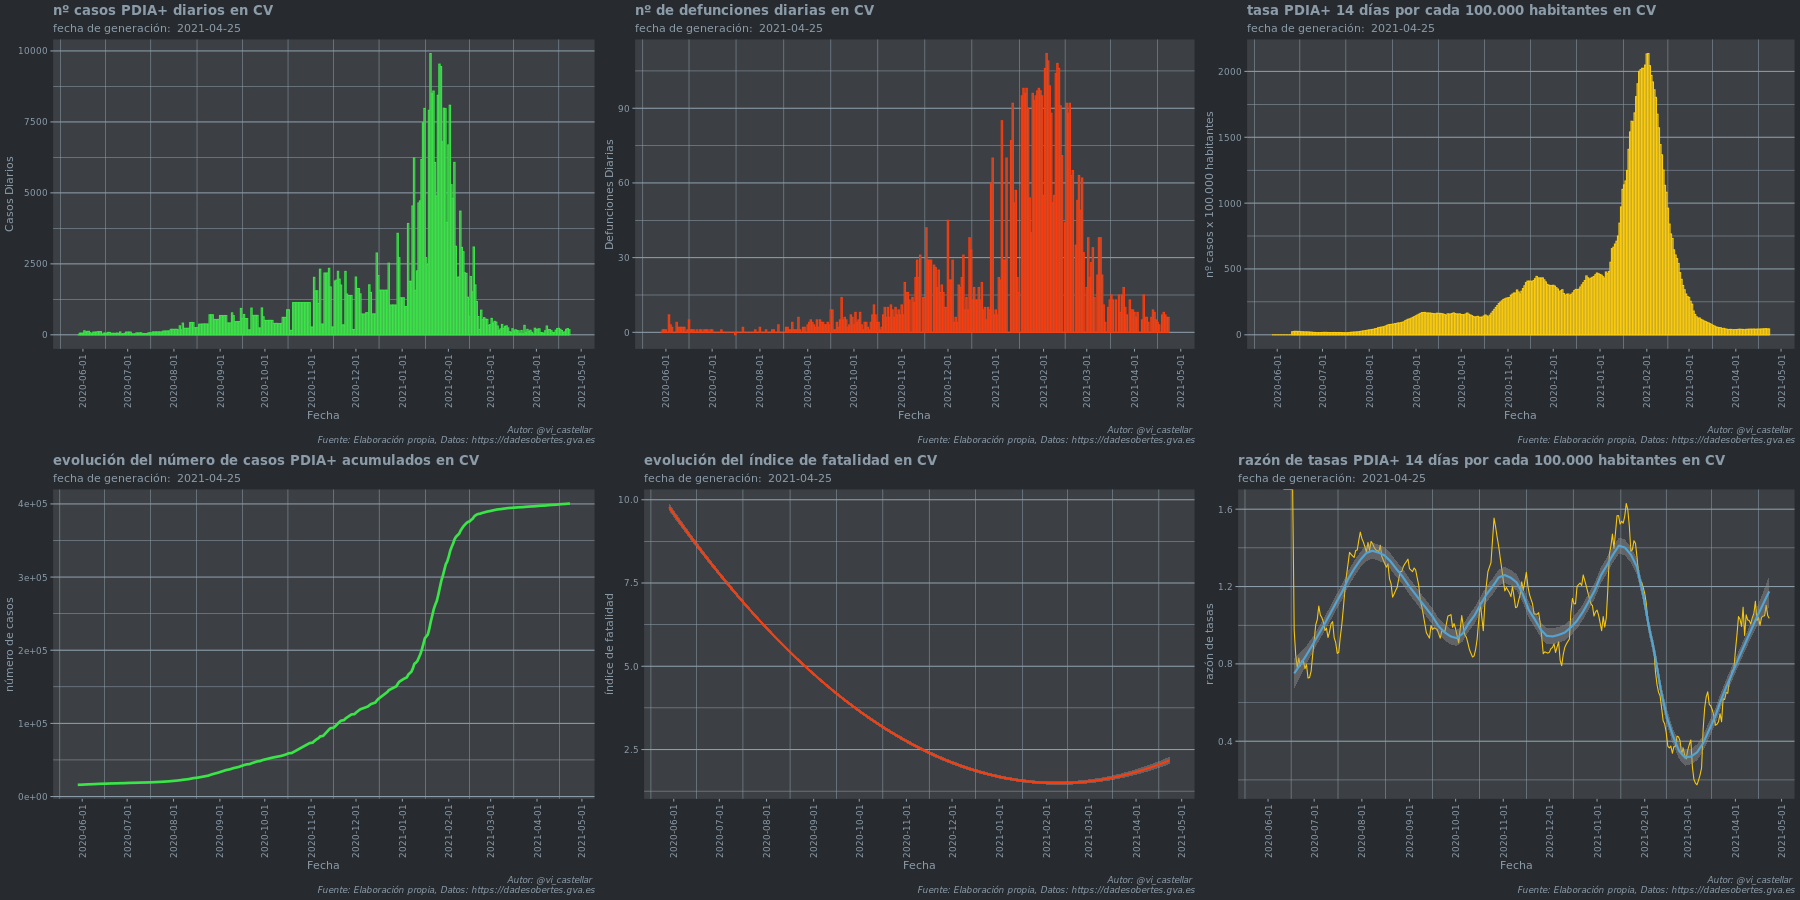 nº casos PDIA+ diarios en CV
fecha de generación:  2021-04-25
Casos Diarios
10000
7500
5000
2500
0
2020-06-01
2020-07-01
2020-08-01
2020-09-01
2020-10-01
2020-11-01
2020-12-01
2021-01-01
2021-02-01
2021-03-01
2021-04-01
2021-05-01
Fecha
Autor: @vi_castellar
Fuente: Elaboración propia, Datos: https://dadesobertes.gva.es
nº de defunciones diarias en CV
fecha de generación:  2021-04-25
Defunciones Diarias
90
60
30
0
2020-06-01
2020-07-01
2020-08-01
2020-09-01
2020-10-01
2020-11-01
2020-12-01
2021-01-01
2021-02-01
2021-03-01
2021-04-01
2021-05-01
Fecha
Autor: @vi_castellar
Fuente: Elaboración propia, Datos: https://dadesobertes.gva.es
tasa PDIA+ 14 días por cada 100.000 habitantes en CV
fecha de generación:  2021-04-25
nº casos x 100.000 habitantes
2000
1500
1000
500
0
2020-06-01
2020-07-01
2020-08-01
2020-09-01
2020-10-01
2020-11-01
2020-12-01
2021-01-01
2021-02-01
2021-03-01
2021-04-01
2021-05-01
Fecha
Autor: @vi_castellar
Fuente: Elaboración propia, Datos: https://dadesobertes.gva.es
evolución del número de casos PDIA+ acumulados en CV
fecha de generación:  2021-04-25
número de casos
4e+05
3e+05
2e+05
1e+05
0e+00
2020-06-01
2020-07-01
2020-08-01
2020-09-01
2020-10-01
2020-11-01
2020-12-01
2021-01-01
2021-02-01
2021-03-01
2021-04-01
2021-05-01
Fecha
Autor: @vi_castellar
Fuente: Elaboración propia, Datos: https://dadesobertes.gva.es
evolución del índice de fatalidad en CV
fecha de generación:  2021-04-25
índice de fatalidad
10.0
7.5
5.0
2.5
2020-06-01
2020-07-01
2020-08-01
2020-09-01
2020-10-01
2020-11-01
2020-12-01
2021-01-01
2021-02-01
2021-03-01
2021-04-01
2021-05-01
Fecha
Autor: @vi_castellar
Fuente: Elaboración propia, Datos: https://dadesobertes.gva.es
razón de tasas PDIA+ 14 días por cada 100.000 habitantes en CV
fecha de generación:  2021-04-25
razón de tasas
1.6
1.2
0.8
0.4
2020-06-01
2020-07-01
2020-08-01
2020-09-01
2020-10-01
2020-11-01
2020-12-01
2021-01-01
2021-02-01
2021-03-01
2021-04-01
2021-05-01
Fecha
Autor: @vi_castellar
Fuente: Elaboración propia, Datos: https://dadesobertes.gva.es